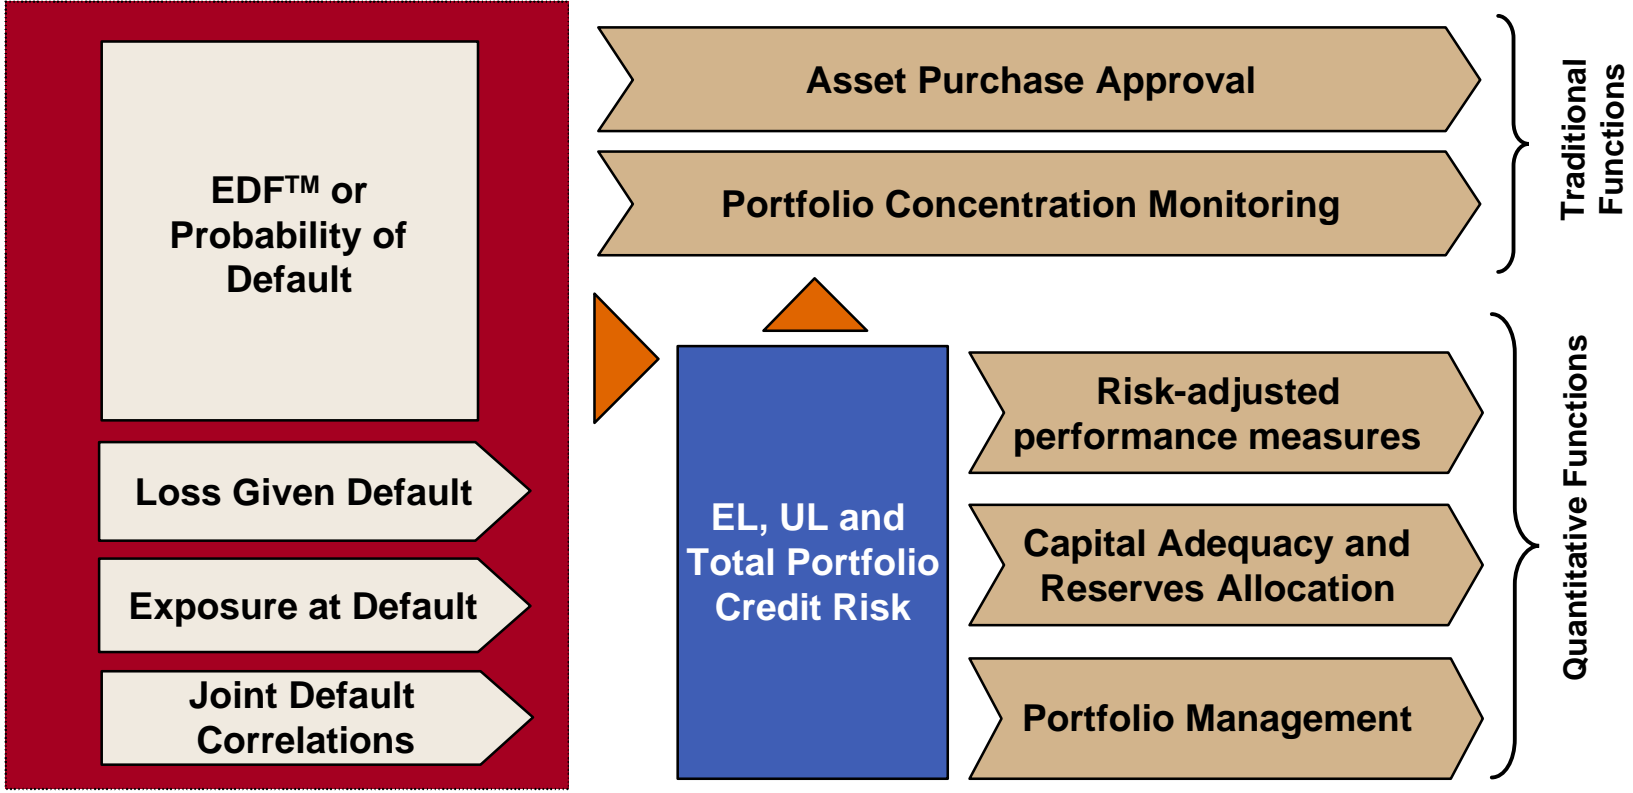 EDF™ or
Probability of
Default
Loss Given Default
Exposure at Default
Joint Default
Correlations
Asset Purchase Approval
Portfolio Concentration Monitoring
Traditional
Functions
EL, UL and
Total Portfolio
Credit Risk
Risk-adjusted
performance measures
Capital Adequacy and
Reserves Allocation
Portfolio Management
Quantitative Functions